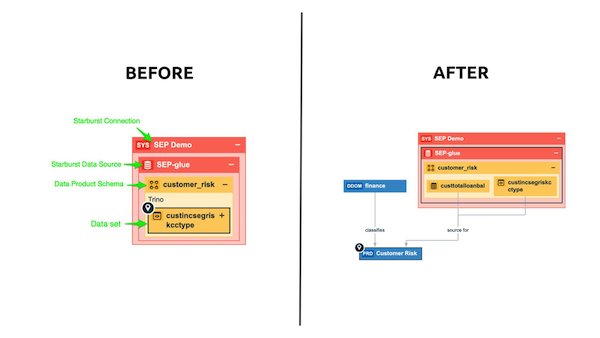 BEFORE
Starburst Connection
SYS SEP Demo −
Starburst Data Source
SEP-glue −
Data Product Schema
customer_risk −
Trino
Data set
custincsegris +
kcctype
AFTER
SYS SEP Demo −
SEP-glue −
customer_risk −
custtotalloanbal
custincsegriskc
ctype
DDOM finance
classifies
source for
PRD Customer Risk